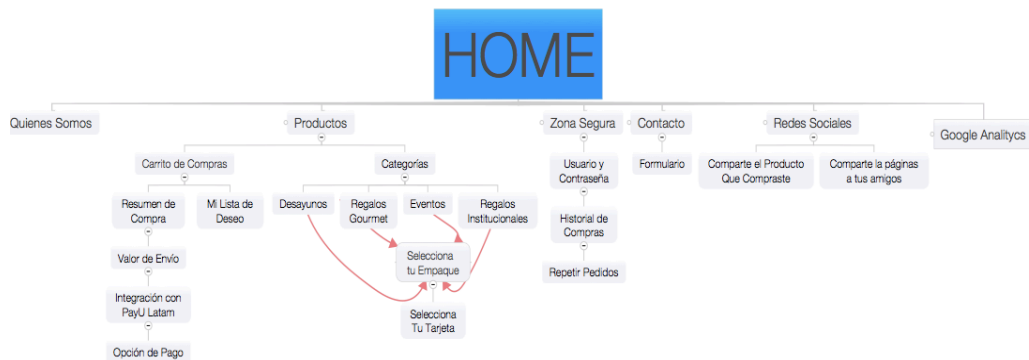 HOME
Quienes Somos
Productos
Zona Segura
Contacto
Redes Sociales
Google Analitycs
Carrito de Compras
Categorías
Usuario y
Contraseña
Formulario
Comparte el Producto
Que Compraste
Comparte la páginas
a tus amigos
Resumen de
Compra
Mi Lista de
Deseo
Desayunos
Regalos
Gourmet
Eventos
Regalos
Institucionales
Historial de
Compras
Valor de Envío
Selecciona
tu Empaque
Repetir Pedidos
Integración con
PayU Latam
Selecciona
Tu Tarjeta
Opción de Pago